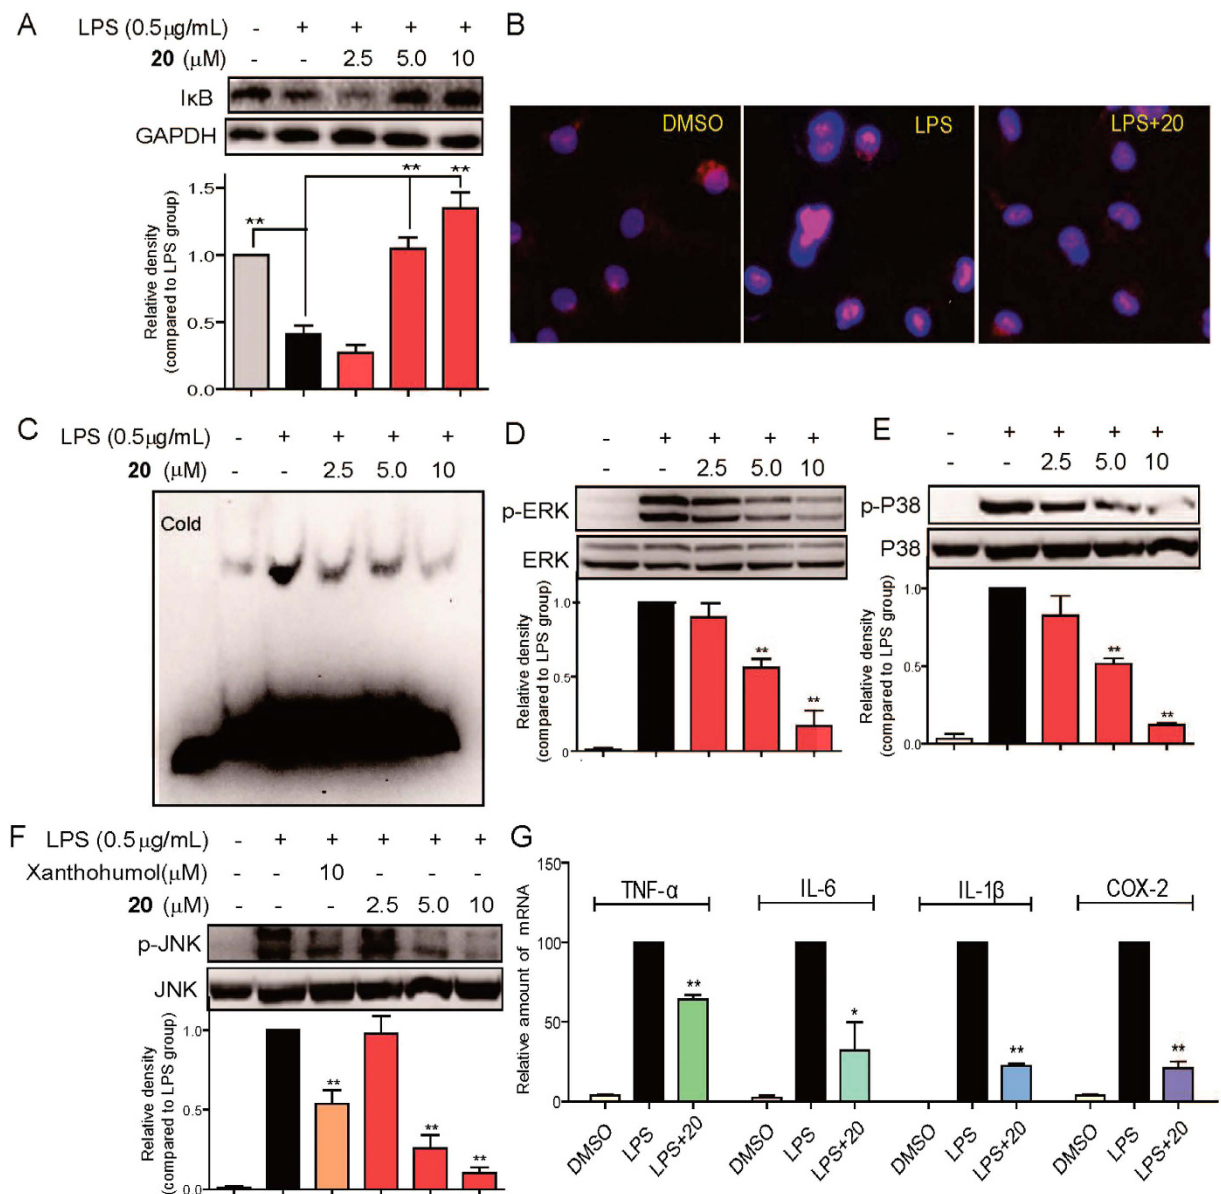 A
LPS (0.5μg/mL) - + + + +
20 (μM) - - 2.5 5.0 10
IκB
GAPDH
Relative density
(compared to LPS group)
1.5
1.0
0.5
0.0
** ** **
B
DMSO LPS LPS+20
C
LPS (0.5μg/mL) - + + + +
20 (μM) - - 2.5 5.0 10
Cold
D
- + + + +
- - 2.5 5.0 10
p-ERK
ERK
Relative density
(compared to LPS group)
1.0
0.5
0
** **
E
- + + + +
- - 2.5 5.0 10
p-P38
P38
Relative density
(compared to LPS group)
1.0
0.5
0.0
** **
F
LPS (0.5μg/mL) - + + + + +
Xanthohumol(μM) - - 10 - - -
20 (μM) - - - 2.5 5.0 10
p-JNK
JNK
Relative density
(compared to LPS group)
1.0
0.5
0.0
** ** **
G
Relative amount of mRNA
150
100
50
0
TNF-α IL-6 IL-1β COX-2
** * ** **
DMSO LPS LPS+20 DMSO LPS LPS+20 DMSO LPS LPS+20 DMSO LPS LPS+20